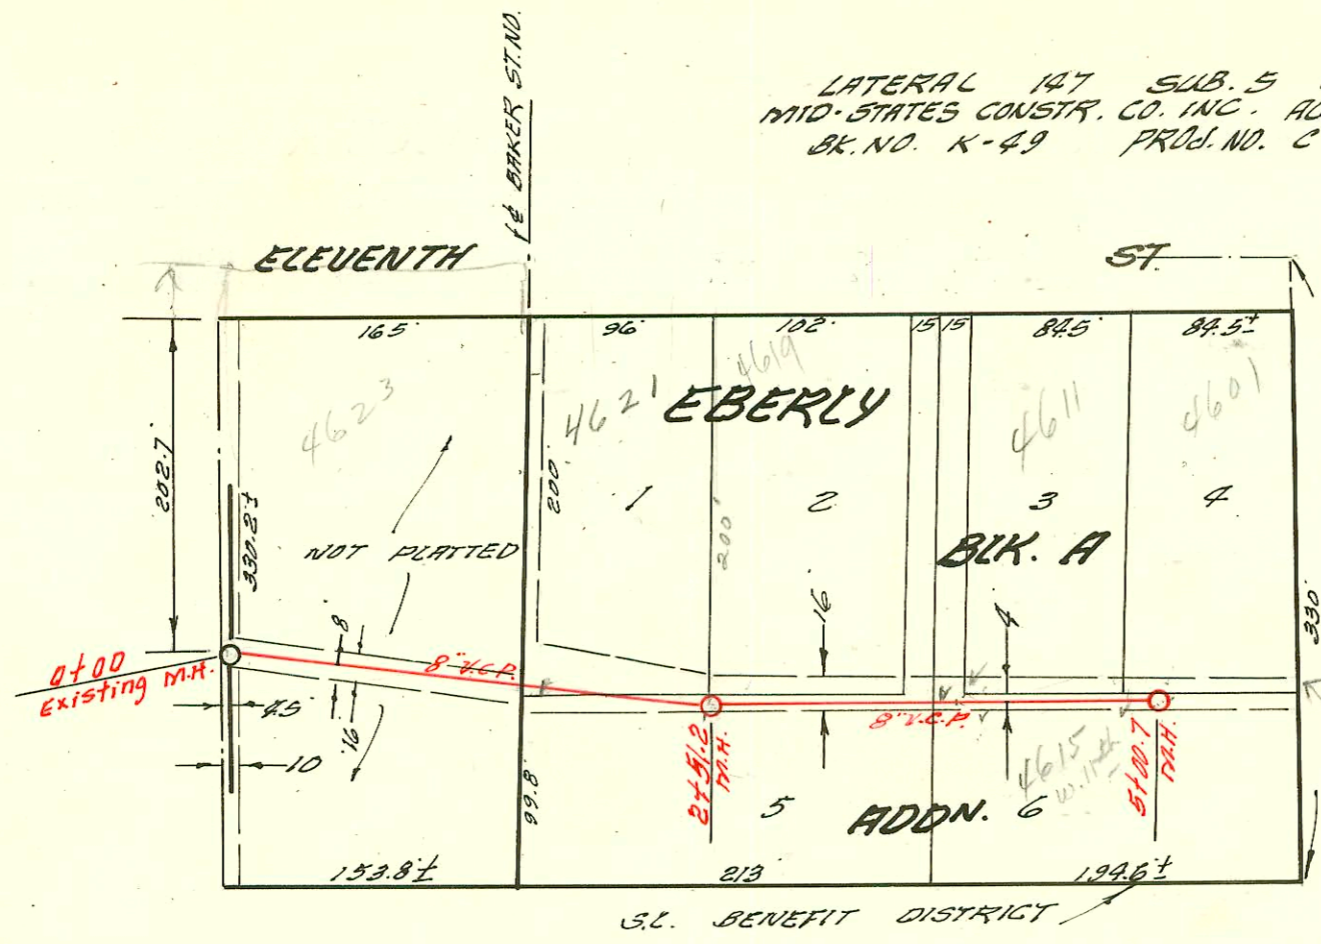 LATERAL 147 SUB. 5
MID-STATES CONSTR. CO. INC.
BK. NO. K-49 PROJ. NO. C
℄ BAKER ST. NO.
ELEVENTH ST.
165' 96' 102' 15 15 84.5' 84.5'±
4623 4621 4619 4611 4601
EBERLY
202.7
330.2±
200'
200'
1 2 3 4
NOT PLATTED
BLK. A
330'
8 16 4
0+00
Existing M.H.
8" V.C.P.
8" V.C.P.
4.5
16
10
99.8'
2+51.2
M.H.
5+00.7
M.H.
4615
W. 11th
5 ADDN. 6
153.8'± 213' 194.6'±
S.L. BENEFIT DISTRICT